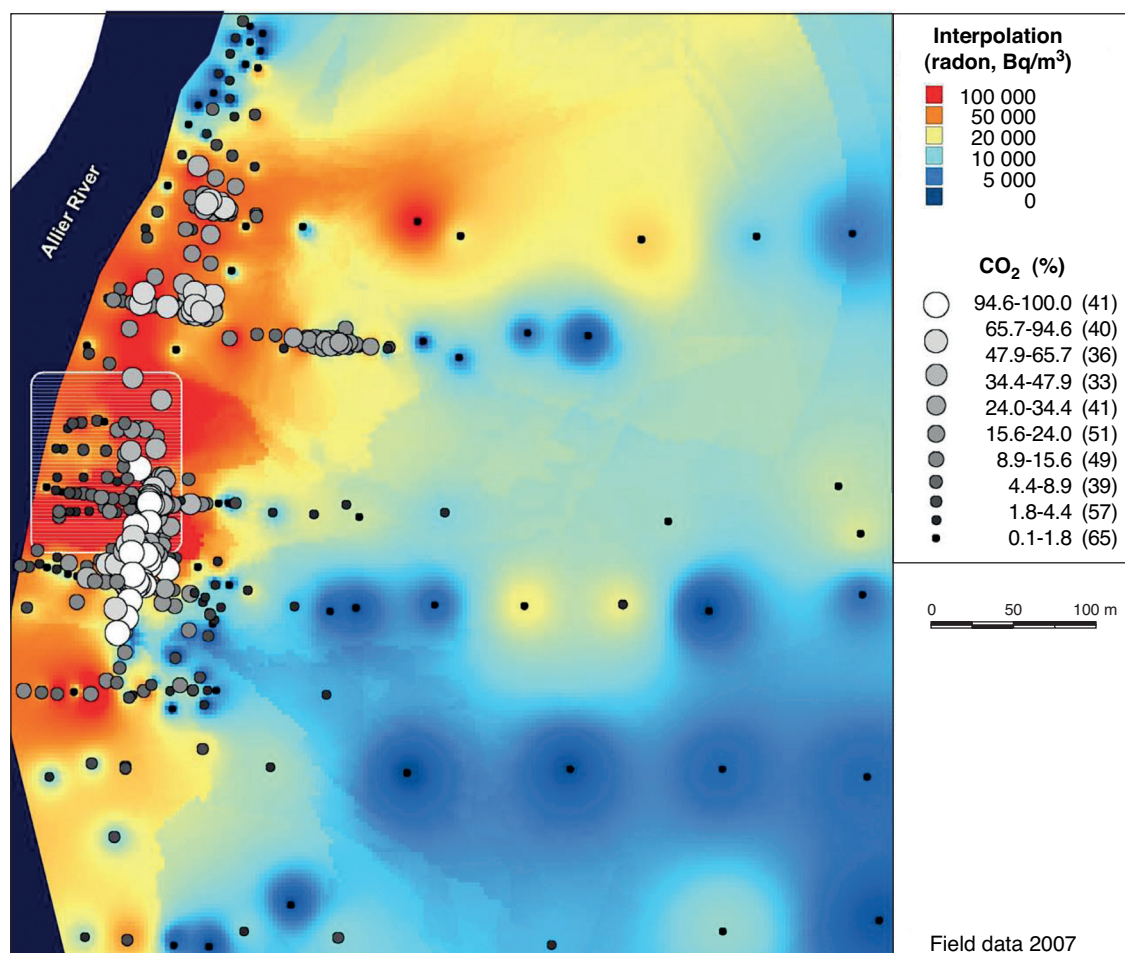 Allier River
Interpolation
(radon, Bq/m³)
100 000
50 000
20 000
10 000
5 000
0
CO₂ (%)
94.6-100.0 (41)
65.7-94.6 (40)
47.9-65.7 (36)
34.4-47.9 (33)
24.0-34.4 (41)
15.6-24.0 (51)
8.9-15.6 (49)
4.4-8.9 (39)
1.8-4.4 (57)
0.1-1.8 (65)
0 50 100 m
Field data 2007